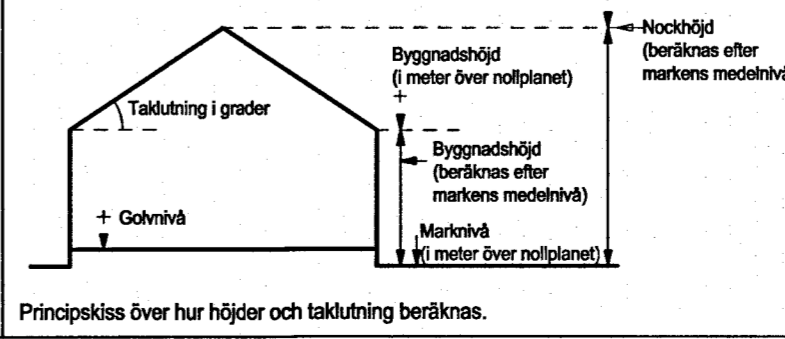 Nockhöjd
(beräknas efter
markens medelnivå
Byggnadshöjd
(i meter över nollplanet)
+
Taklutning i grader
Byggnadshöjd
(beräknas efter
markens medelnivå)
+ Golvnivå
Marknivå
(i meter över nollplanet)
Principskiss över hur höjder och taklutning beräknas.